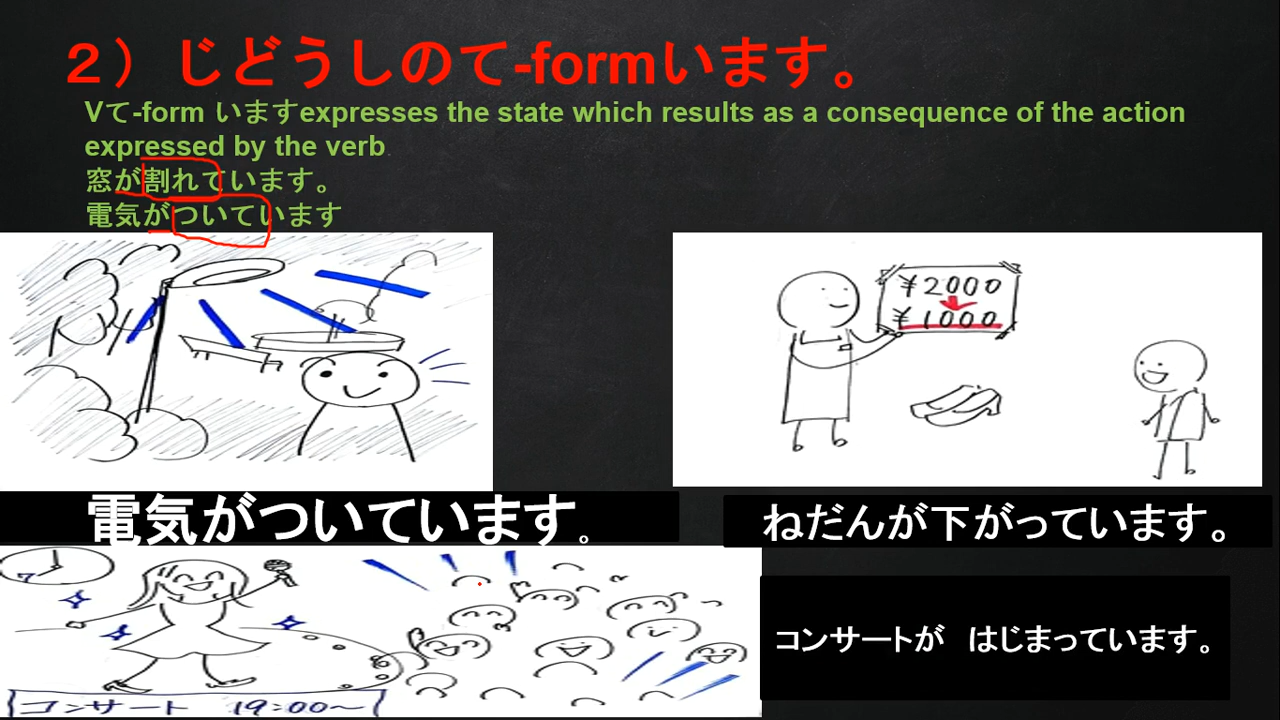 ２）じどうしのて-formいます。
Vて-form いますexpresses the state which results as a consequence of the action
expressed by the verb
窓が割れています。
電気がついています
￥2000
￥1000
電気がついています。
ねだんが下がっています。
コンサートが　はじまっています。
コンサート 19:00～